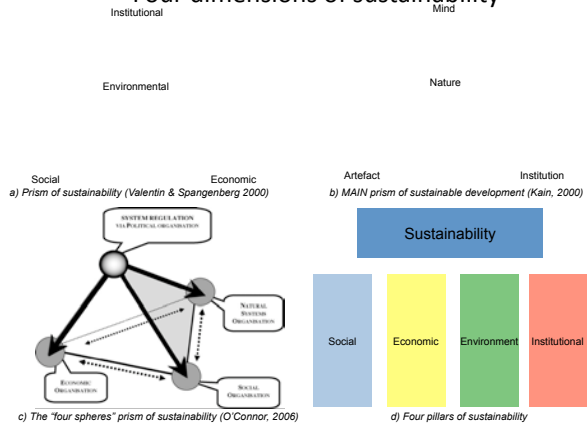 Four dimensions of sustainability
Institutional
Environmental
Social
Economic
a) Prism of sustainability (Valentin & Spangenberg 2000)
Mind
Nature
Artefact
Institution
b) MAIN prism of sustainable development (Kain, 2000)
SYSTEM REGULATION
VIA POLITICAL ORGANISATION
NATURAL
SYSTEMS
ORGANISATION
ECONOMIC
ORGANISATION
SOCIAL
ORGANISATION
c) The “four spheres” prism of sustainability (O’Connor, 2006)
Sustainability
Social
Economic
Environment
Institutional
d) Four pillars of sustainability